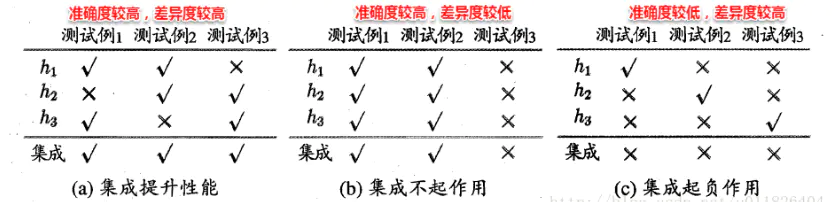 准确度较高，差异度较高
测试例1 测试例2 测试例3
h1 √ √ ×
h2 × √ √
h3 √ × √
集成 √ √ √
(a) 集成提升性能
准确度较高，差异度较低
测试例1 测试例2 测试例3
h1 √ √ ×
h2 √ √ ×
h3 √ √ ×
集成 √ √ ×
(b) 集成不起作用
准确度较低，差异度较高
测试例1 测试例2 测试例3
h1 √ × ×
h2 × √ ×
h3 × × √
集成 × × ×
(c) 集成起负作用